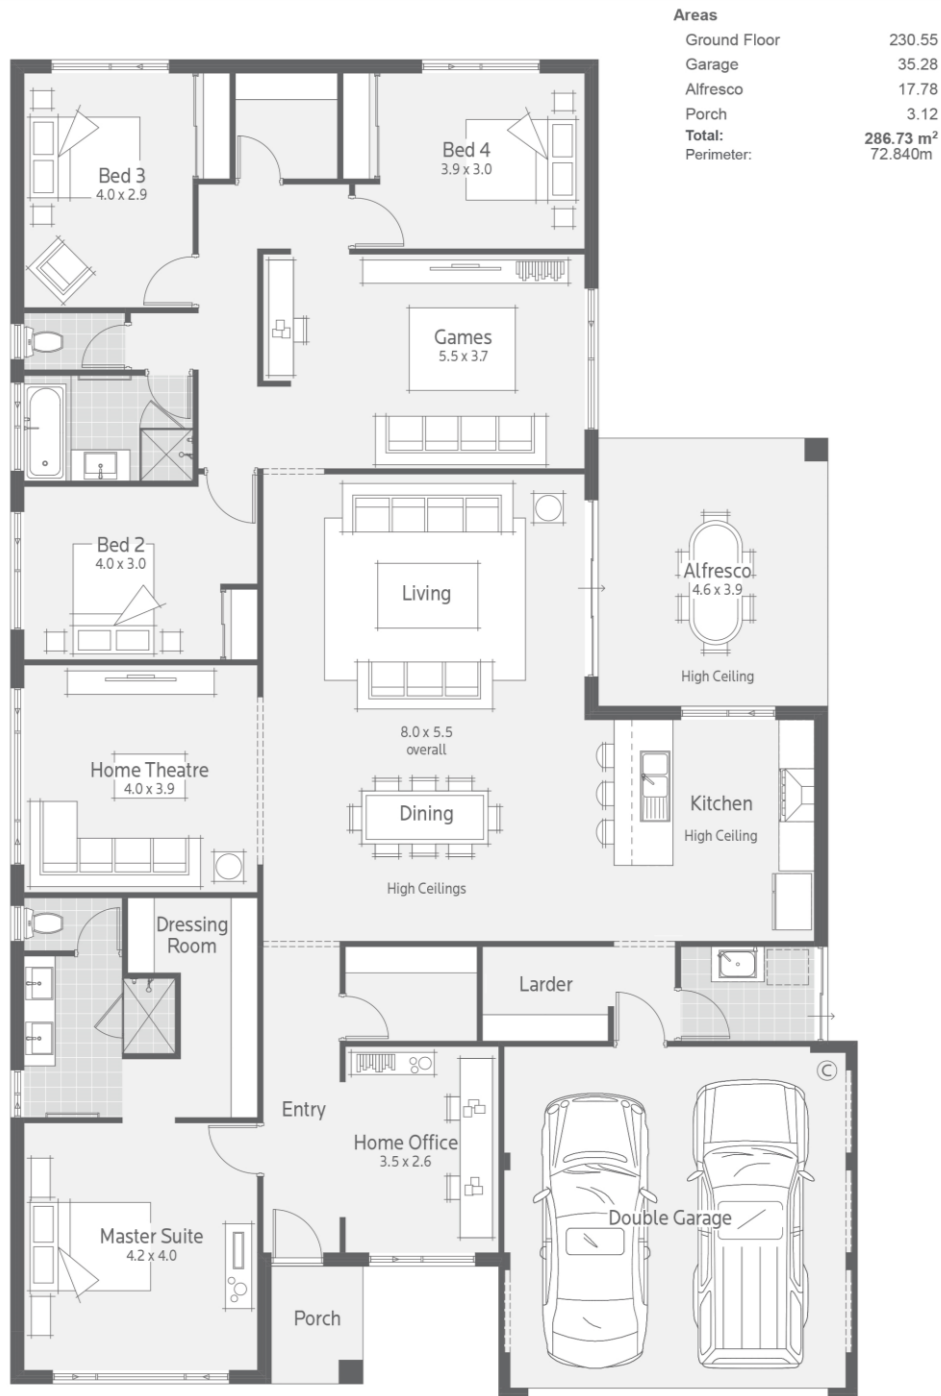 Areas
Ground Floor 230.55
Garage 35.28
Alfresco 17.78
Porch 3.12
Total: 286.73 m²
Perimeter: 72.840m
Bed 3
4.0 x 2.9
Bed 4
3.9 x 3.0
Games
5.5 x 3.7
Bed 2
4.0 x 3.0
Living
Alfresco
4.6 x 3.9
High Ceiling
8.0 x 5.5
overall
Home Theatre
4.0 x 3.9
Dining
Kitchen
High Ceiling
High Ceilings
Dressing
Room
Larder
C
Entry
Home Office
3.5 x 2.6
Double Garage
Master Suite
4.2 x 4.0
Porch